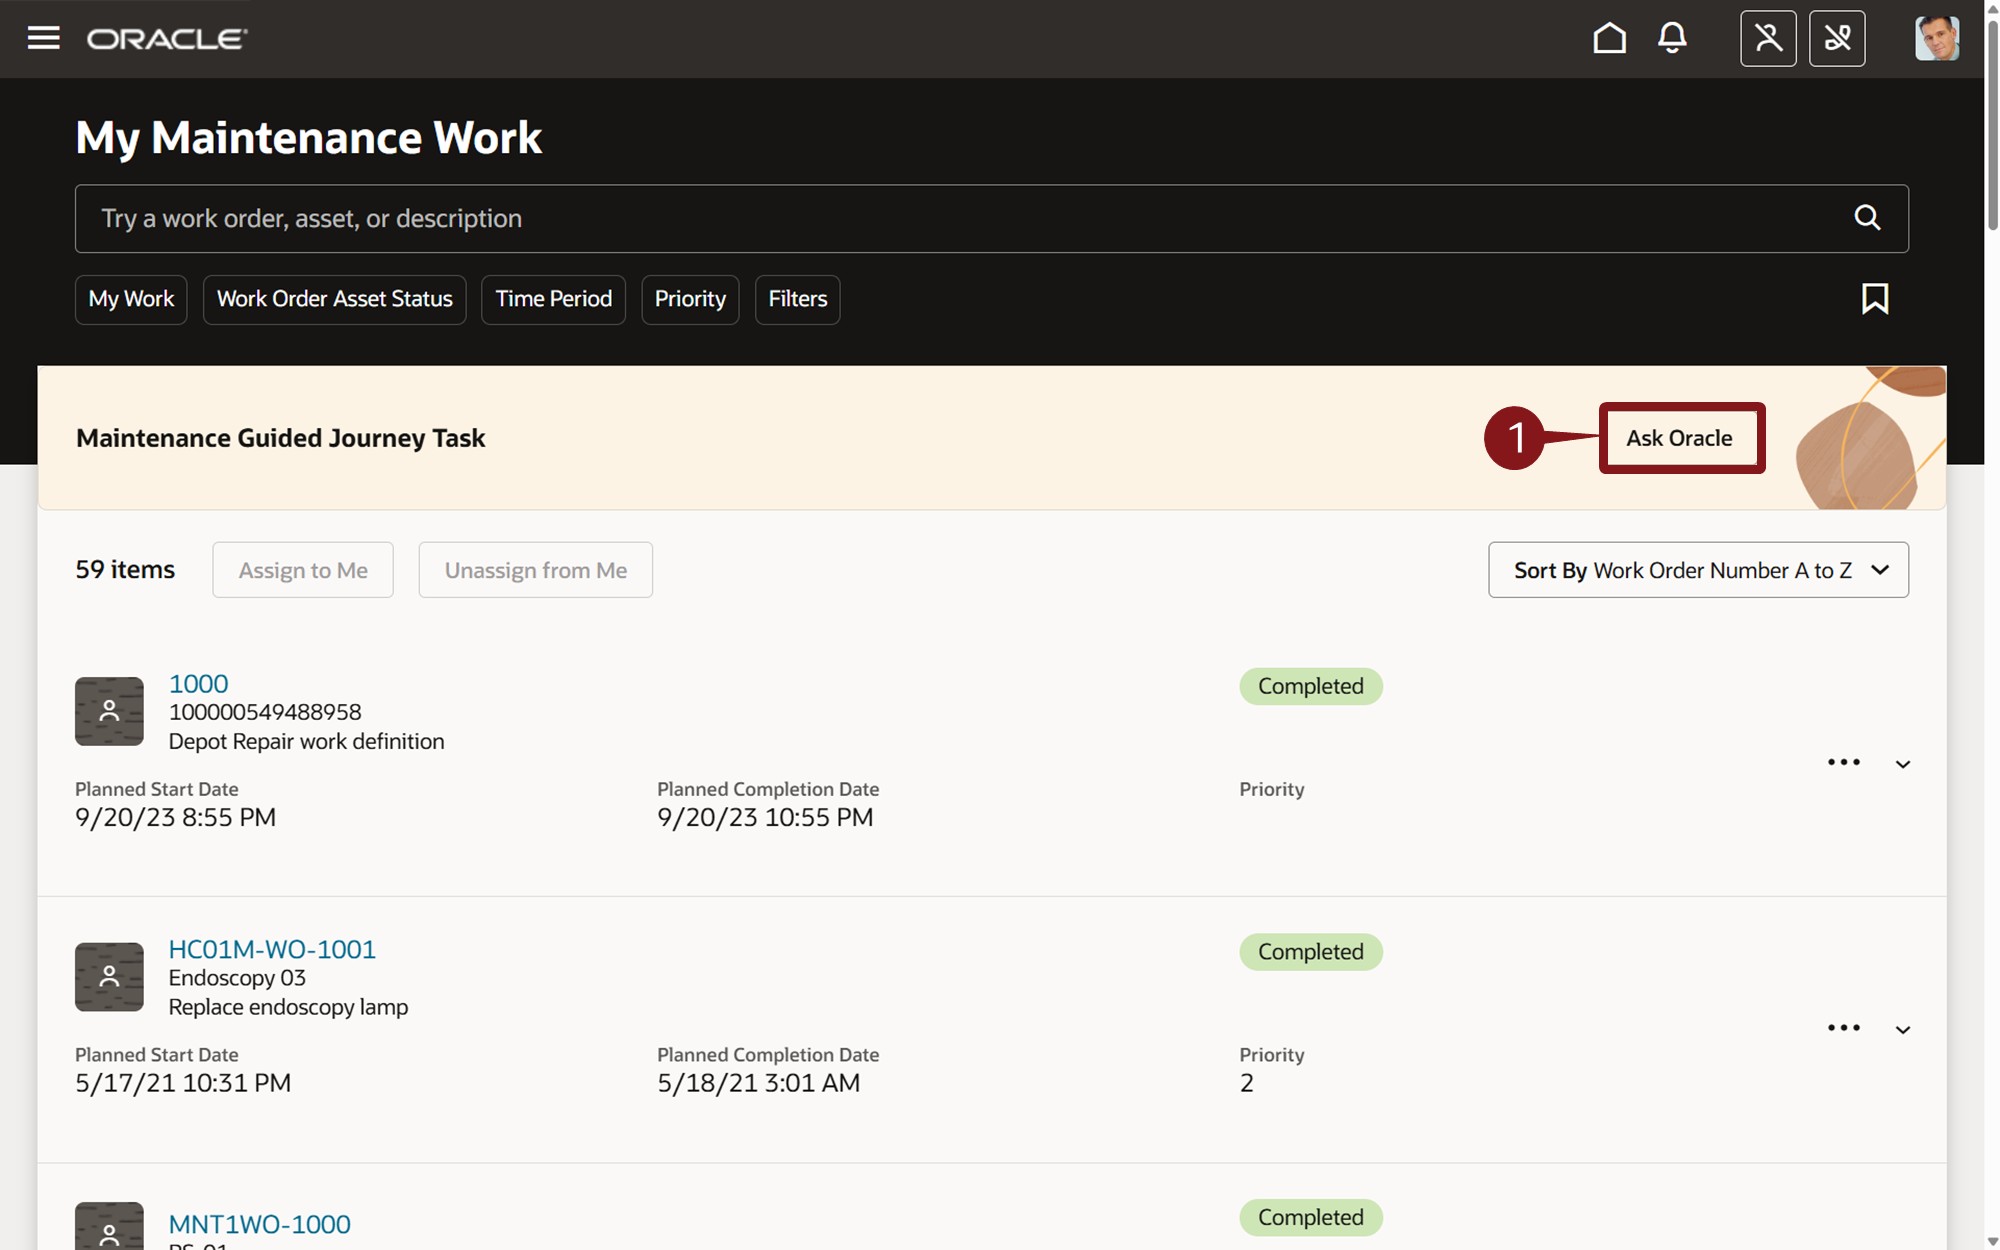 ORACLE
My Maintenance Work
Try a work order, asset, or description
My Work
Work Order Asset Status
Time Period
Priority
Filters
Maintenance Guided Journey Task
1
Ask Oracle
59 items
Assign to Me
Unassign from Me
Sort By Work Order Number A to Z
1000
100000549488958
Depot Repair work definition
Completed
Planned Start Date
9/20/23 8:55 PM
Planned Completion Date
9/20/23 10:55 PM
Priority
HC01M-WO-1001
Endoscopy 03
Replace endoscopy lamp
Completed
Planned Start Date
5/17/21 10:31 PM
Planned Completion Date
5/18/21 3:01 AM
Priority
2
MNT1WO-1000
Completed